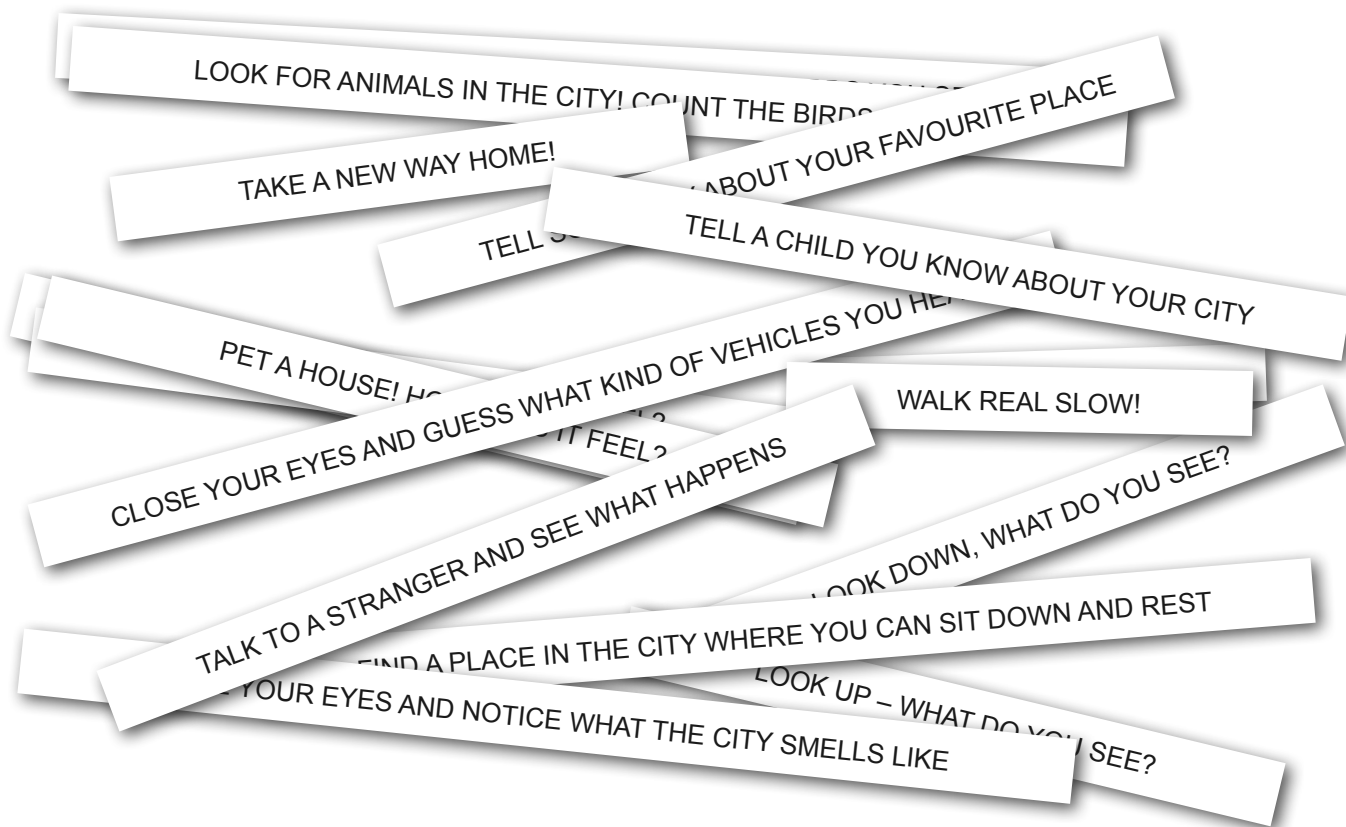 LOOK FOR ANIMALS IN THE CITY! COUNT THE BIRDS
TAKE A NEW WAY HOME!
TELL ABOUT YOUR FAVOURITE PLACE
TELL A CHILD YOU KNOW ABOUT YOUR CITY
PET A HOUSE!
IT FEEL?
CLOSE YOUR EYES AND GUESS WHAT KIND OF VEHICLES YOU
WALK REAL SLOW!
TALK TO A STRANGER AND SEE WHAT HAPPENS
LOOK DOWN, WHAT DO YOU SEE?
FIND A PLACE IN THE CITY WHERE YOU CAN SIT DOWN AND REST
YOUR EYES AND NOTICE WHAT THE CITY SMELLS LIKE
LOOK UP – WHAT DO YOU SEE?